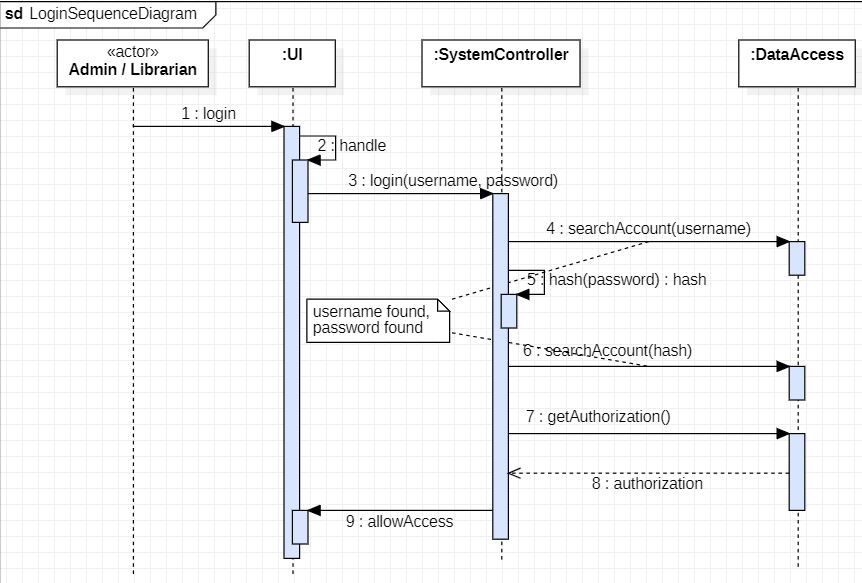 sd LoginSequenceDiagram
«actor»
Admin / Librarian
:UI
:SystemController
:DataAccess
1 : login
2 : handle
3 : login(username, password)
4 : searchAccount(username)
5 : hash(password) : hash
username found,
password found
6 : searchAccount(hash)
7 : getAuthorization()
8 : authorization
9 : allowAccess